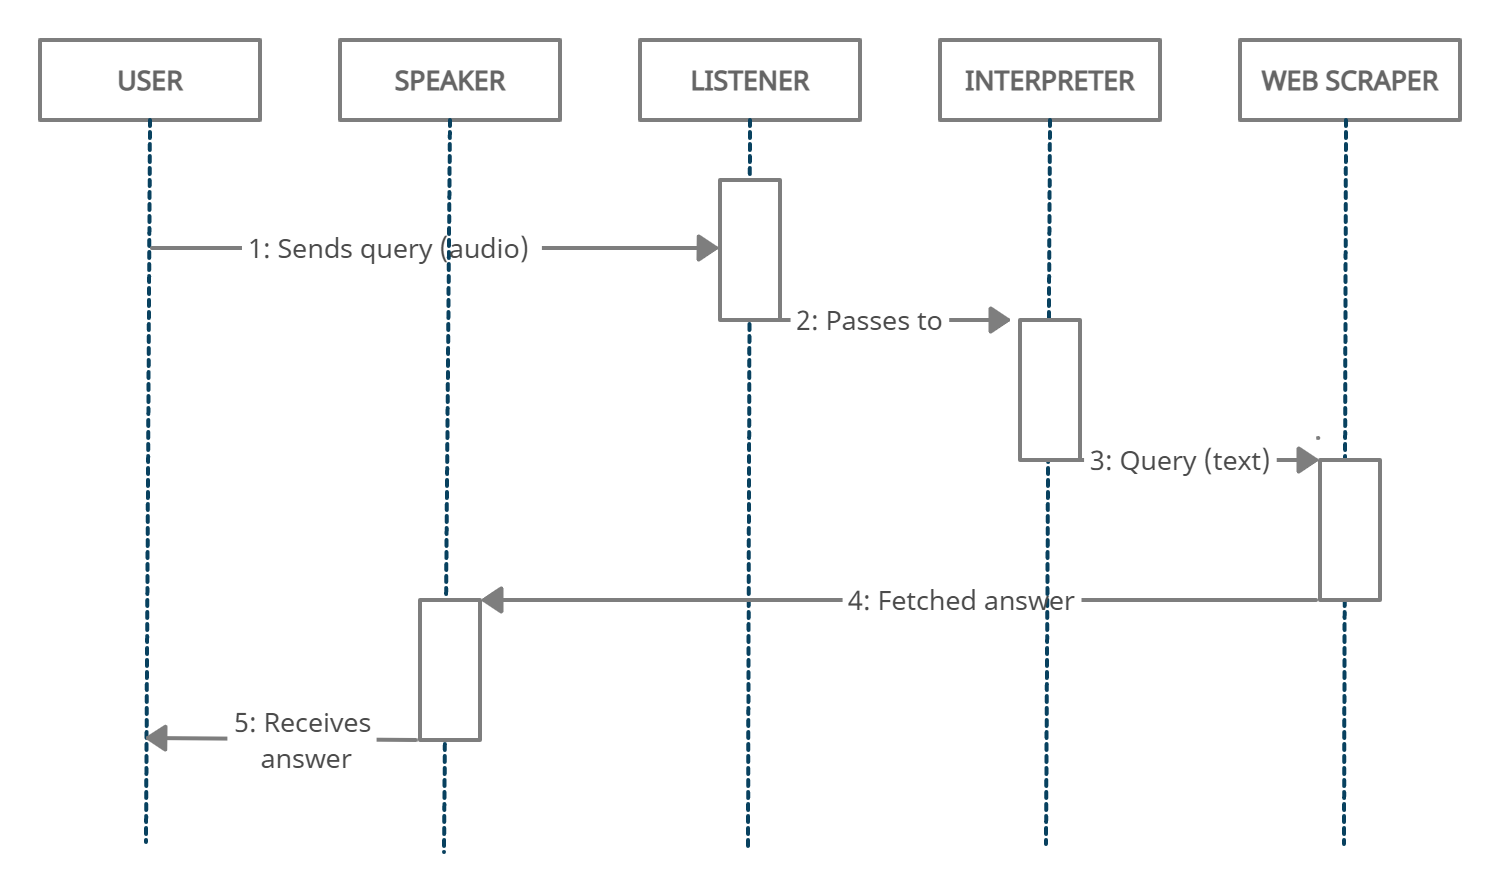 USER
SPEAKER
LISTENER
INTERPRETER
WEB SCRAPER
1: Sends query (audio)
2: Passes to
3: Query (text)
4: Fetched answer
5: Receives
answer